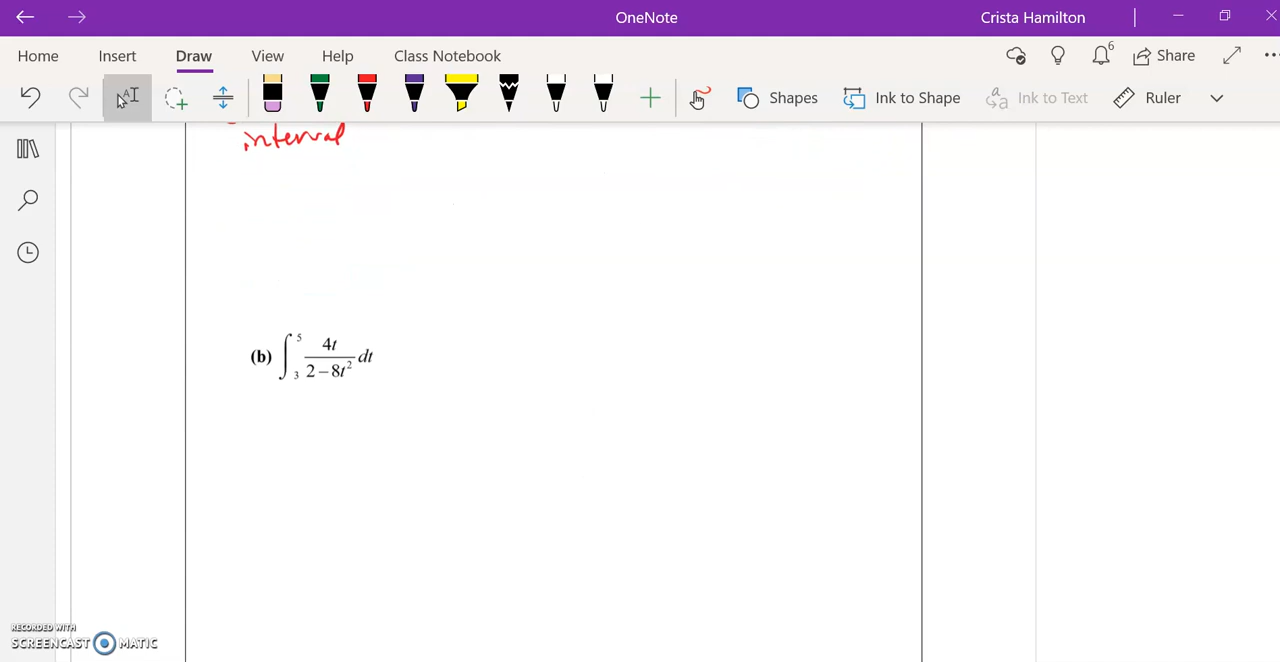 OneNote
Crista Hamilton
Home Insert Draw View Help Class Notebook
6
Share
Shapes
Ink to Shape
Ink to Text
Ruler
interval
(b) ∫₃⁵ 4t/(2−8t²) dt
RECORDED WITH
SCREENCAST MATIC